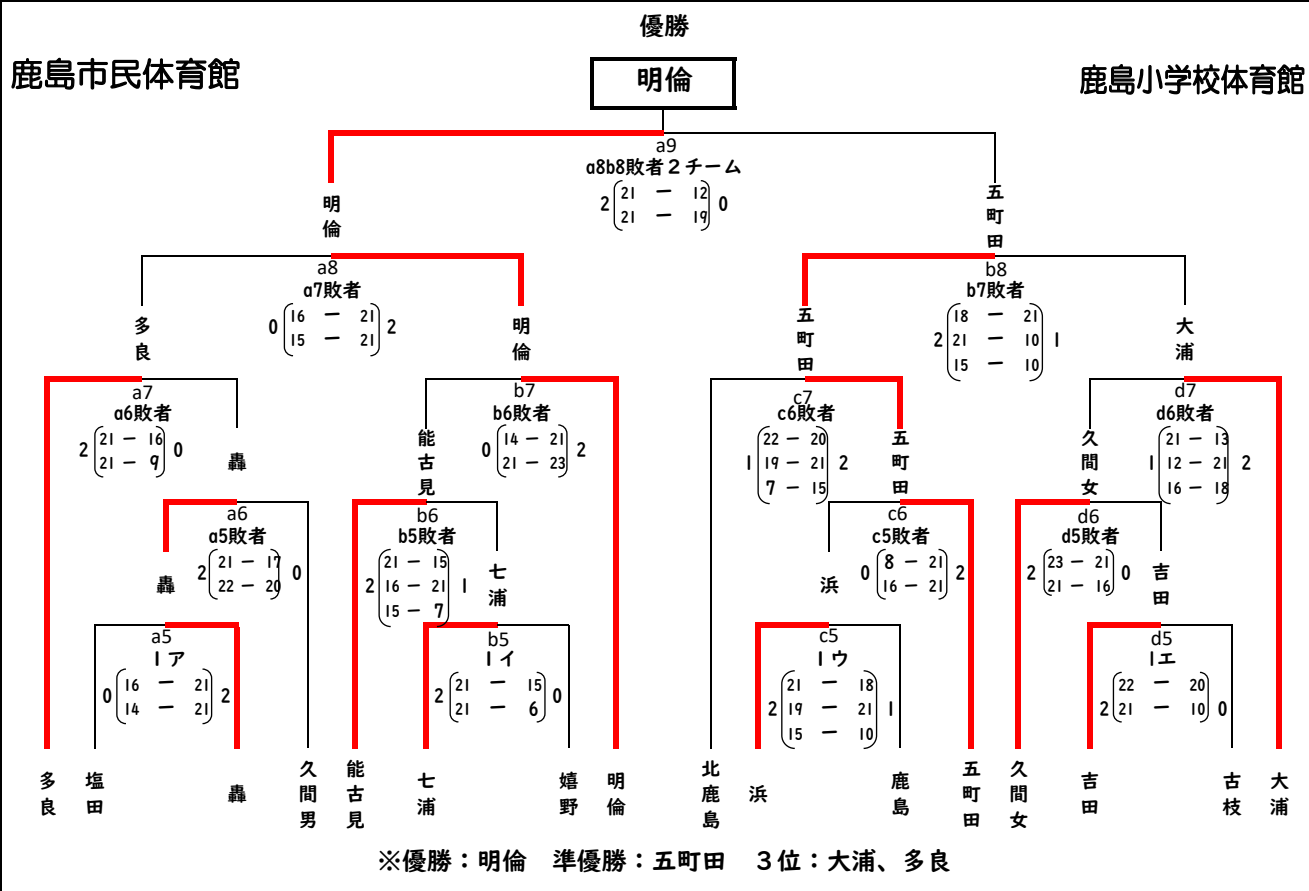 優勝
鹿島市民体育館
明倫
鹿島小学校体育館
a9
a8b8敗者２チーム
2 21 ー 12 0
21 ー 19
明倫
五町田
a8
a7敗者
0 16 ー 21 2
15 ー 21
b8
b7敗者
2 18 ー 21 1
21 ー 10
15 ー 10
多良
明倫
五町田
大浦
a7
a6敗者
2 21 ー 16 0
21 ー 9
轟
b7
b6敗者
0 14 ー 21 2
21 ー 23
能古見
c7
c6敗者
1 22 ー 20 2
19 ー 21
7 ー 15
五町田
久間女
d7
d6敗者
1 21 ー 13 2
12 ー 21
16 ー 18
a6
a5敗者
2 21 ー 17 0
22 ー 20
轟
b6
b5敗者
2 21 ー 15 1
16 ー 21
15 ー 7
七浦
c6
c5敗者
0 8 ー 21 2
16 ー 21
浜
d6
d5敗者
2 23 ー 21 0
21 ー 16
吉田
a5
1ア
0 16 ー 21 2
14 ー 21
b5
1イ
2 21 ー 15 0
21 ー 6
c5
1ウ
2 21 ー 18 1
19 ー 21
15 ー 10
d5
1エ
2 22 ー 20 0
21 ー 10
多良
塩田
轟
久間男
能古見
七浦
嬉野
明倫
北鹿島
浜
鹿島
五町田
久間女
吉田
古枝
大浦
※優勝：明倫　準優勝：五町田　３位：大浦、多良